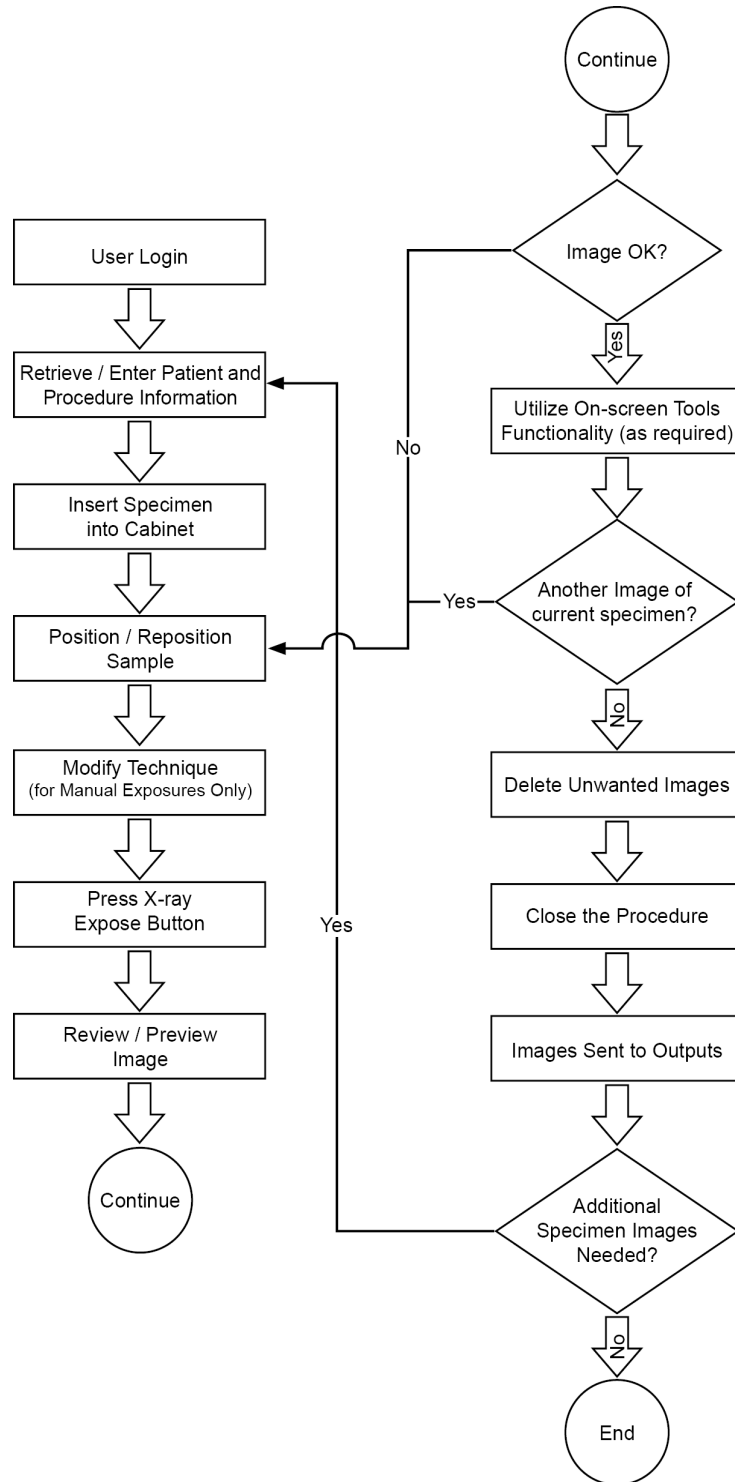 User Login
Retrieve / Enter Patient and
Procedure Information
Insert Specimen
into Cabinet
Position / Reposition
Sample
Modify Technique
(for Manual Exposures Only)
Press X-ray
Expose Button
Review / Preview
Image
Continue
Continue
Image OK?
No
Yes
Utilize On-screen Tools
Functionality (as required)
Another Image of
current specimen?
Yes
No
Delete Unwanted Images
Close the Procedure
Images Sent to Outputs
Additional
Specimen Images
Needed?
Yes
No
End